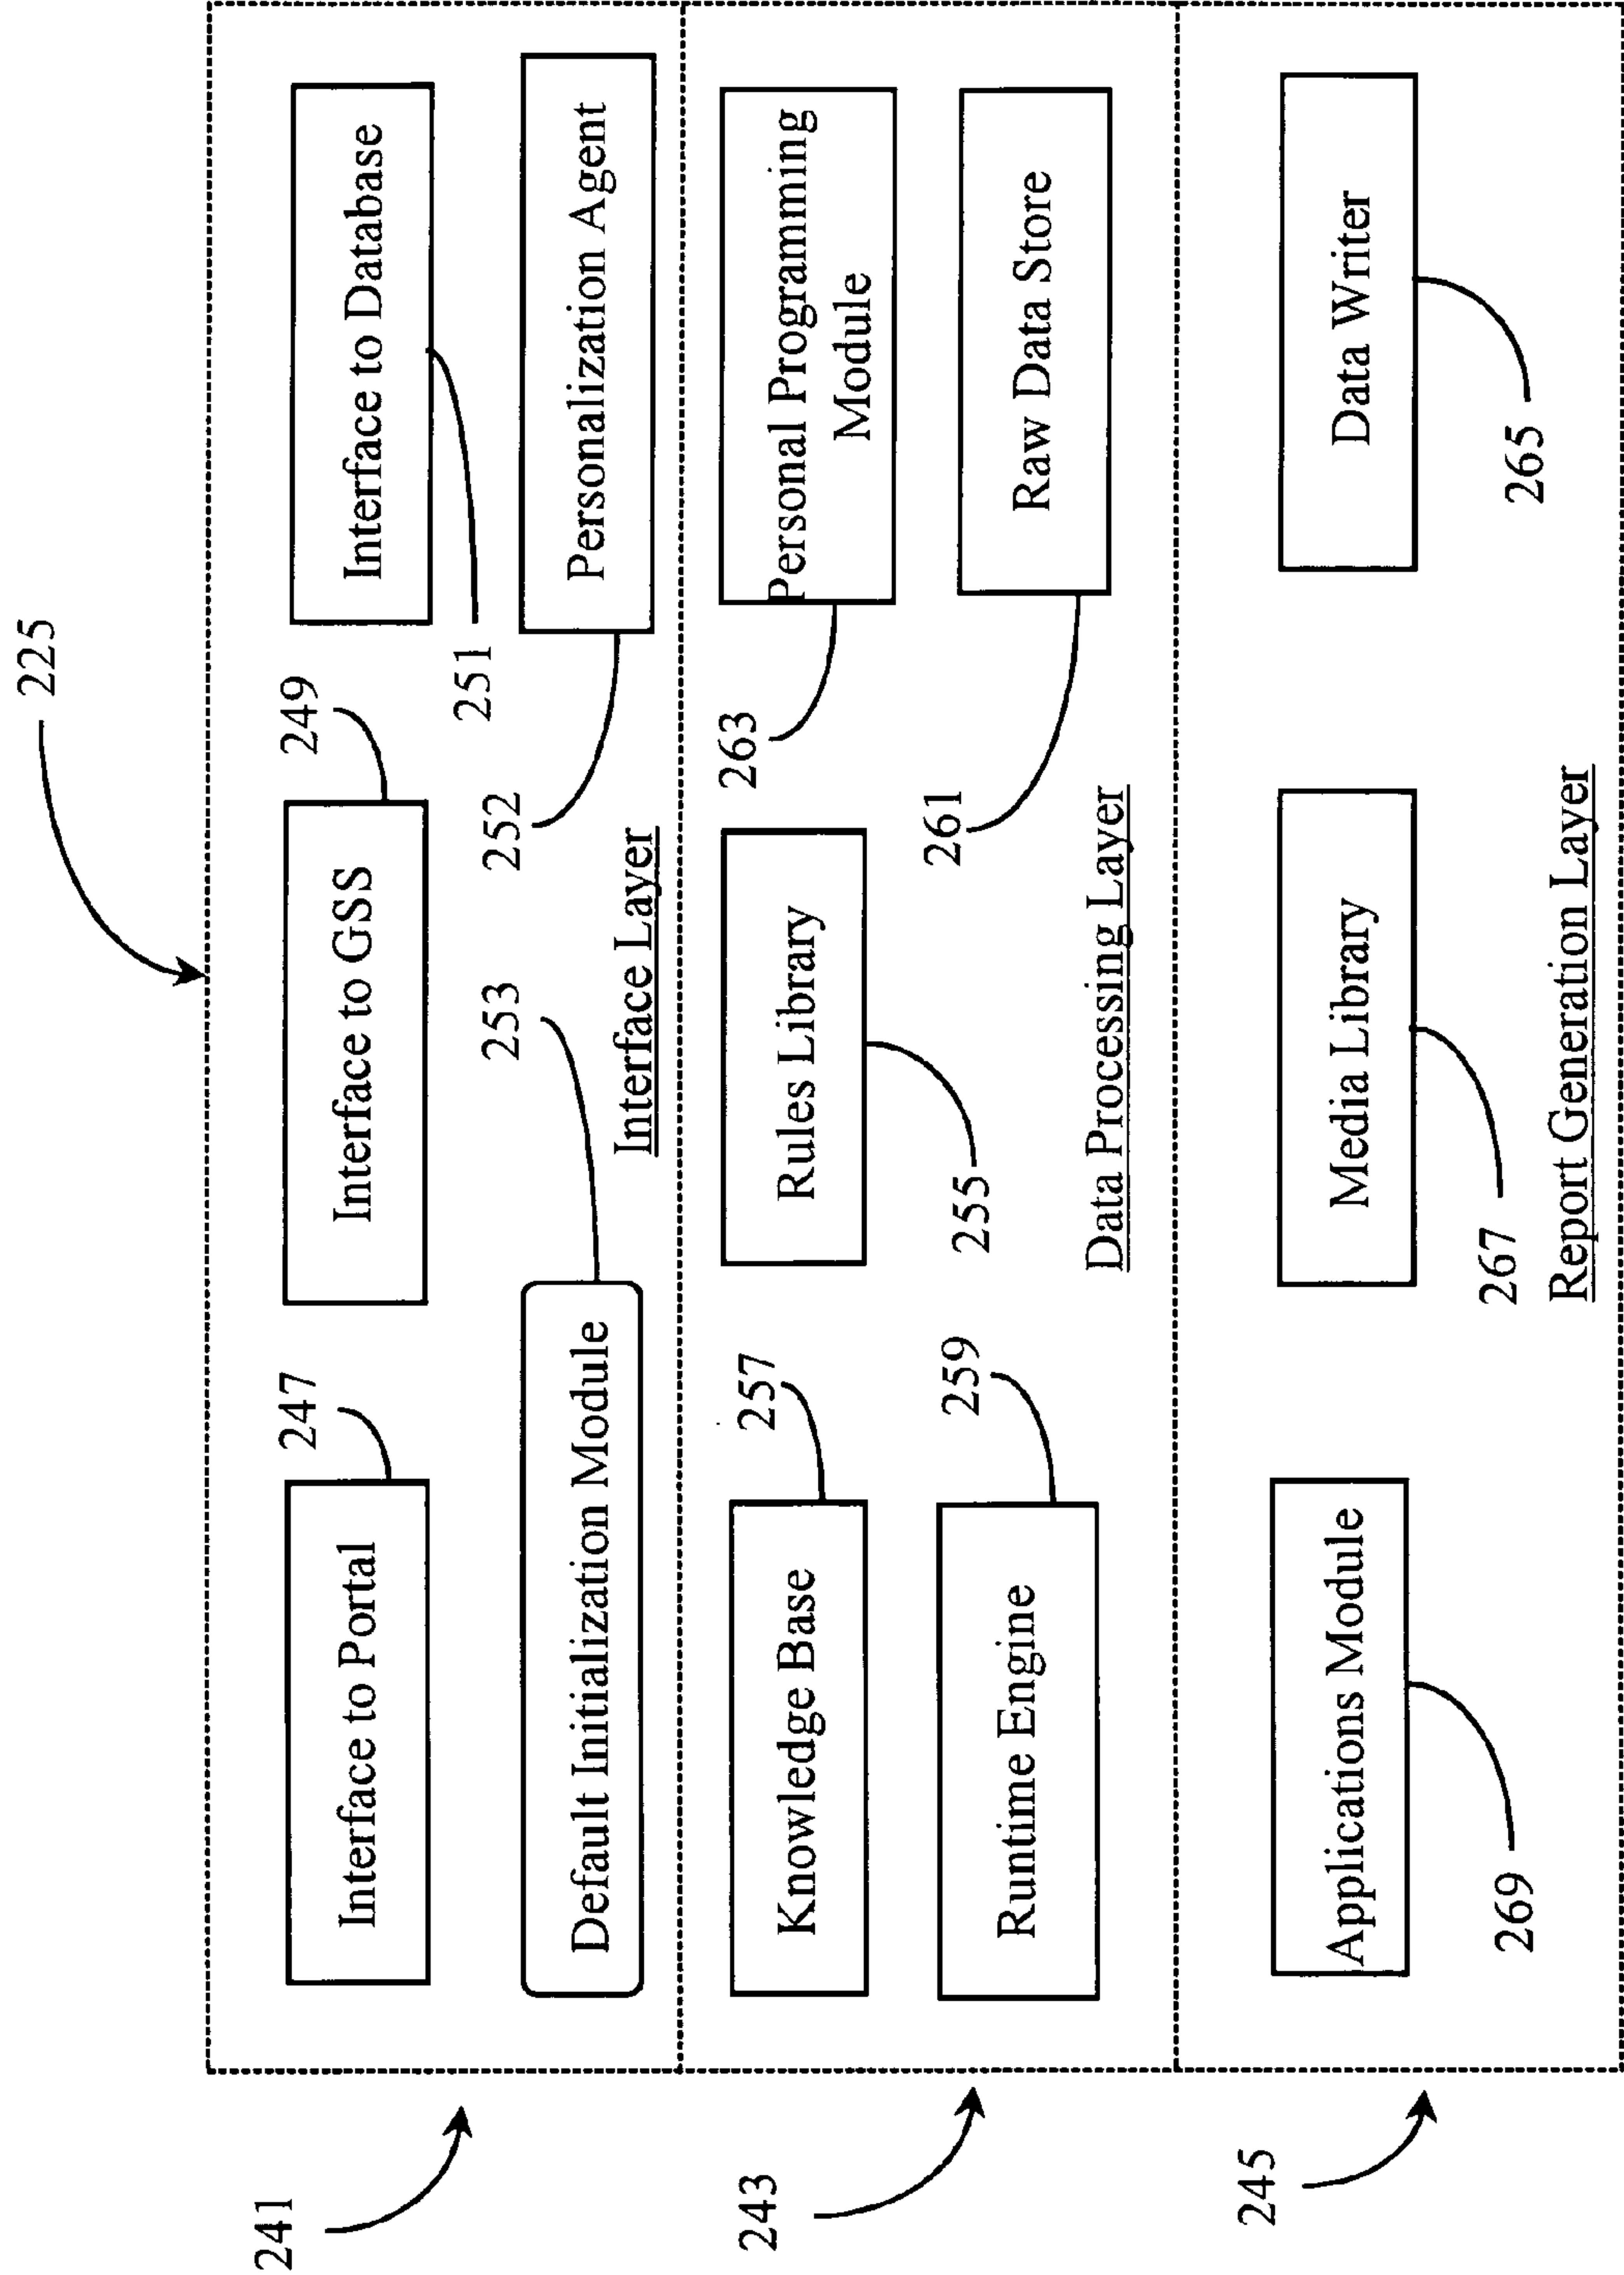 225
241
Interface to Portal
247
Interface to GSS
249
Interface to Database
251
Default Initialization Module
253
Personalization Agent
252
Interface Layer
243
Knowledge Base
257
Rules Library
255
Personal Programming
Module
263
Runtime Engine
259
Raw Data Store
261
Data Processing Layer
245
Applications Module
269
Media Library
267
Data Writer
265
Report Generation Layer